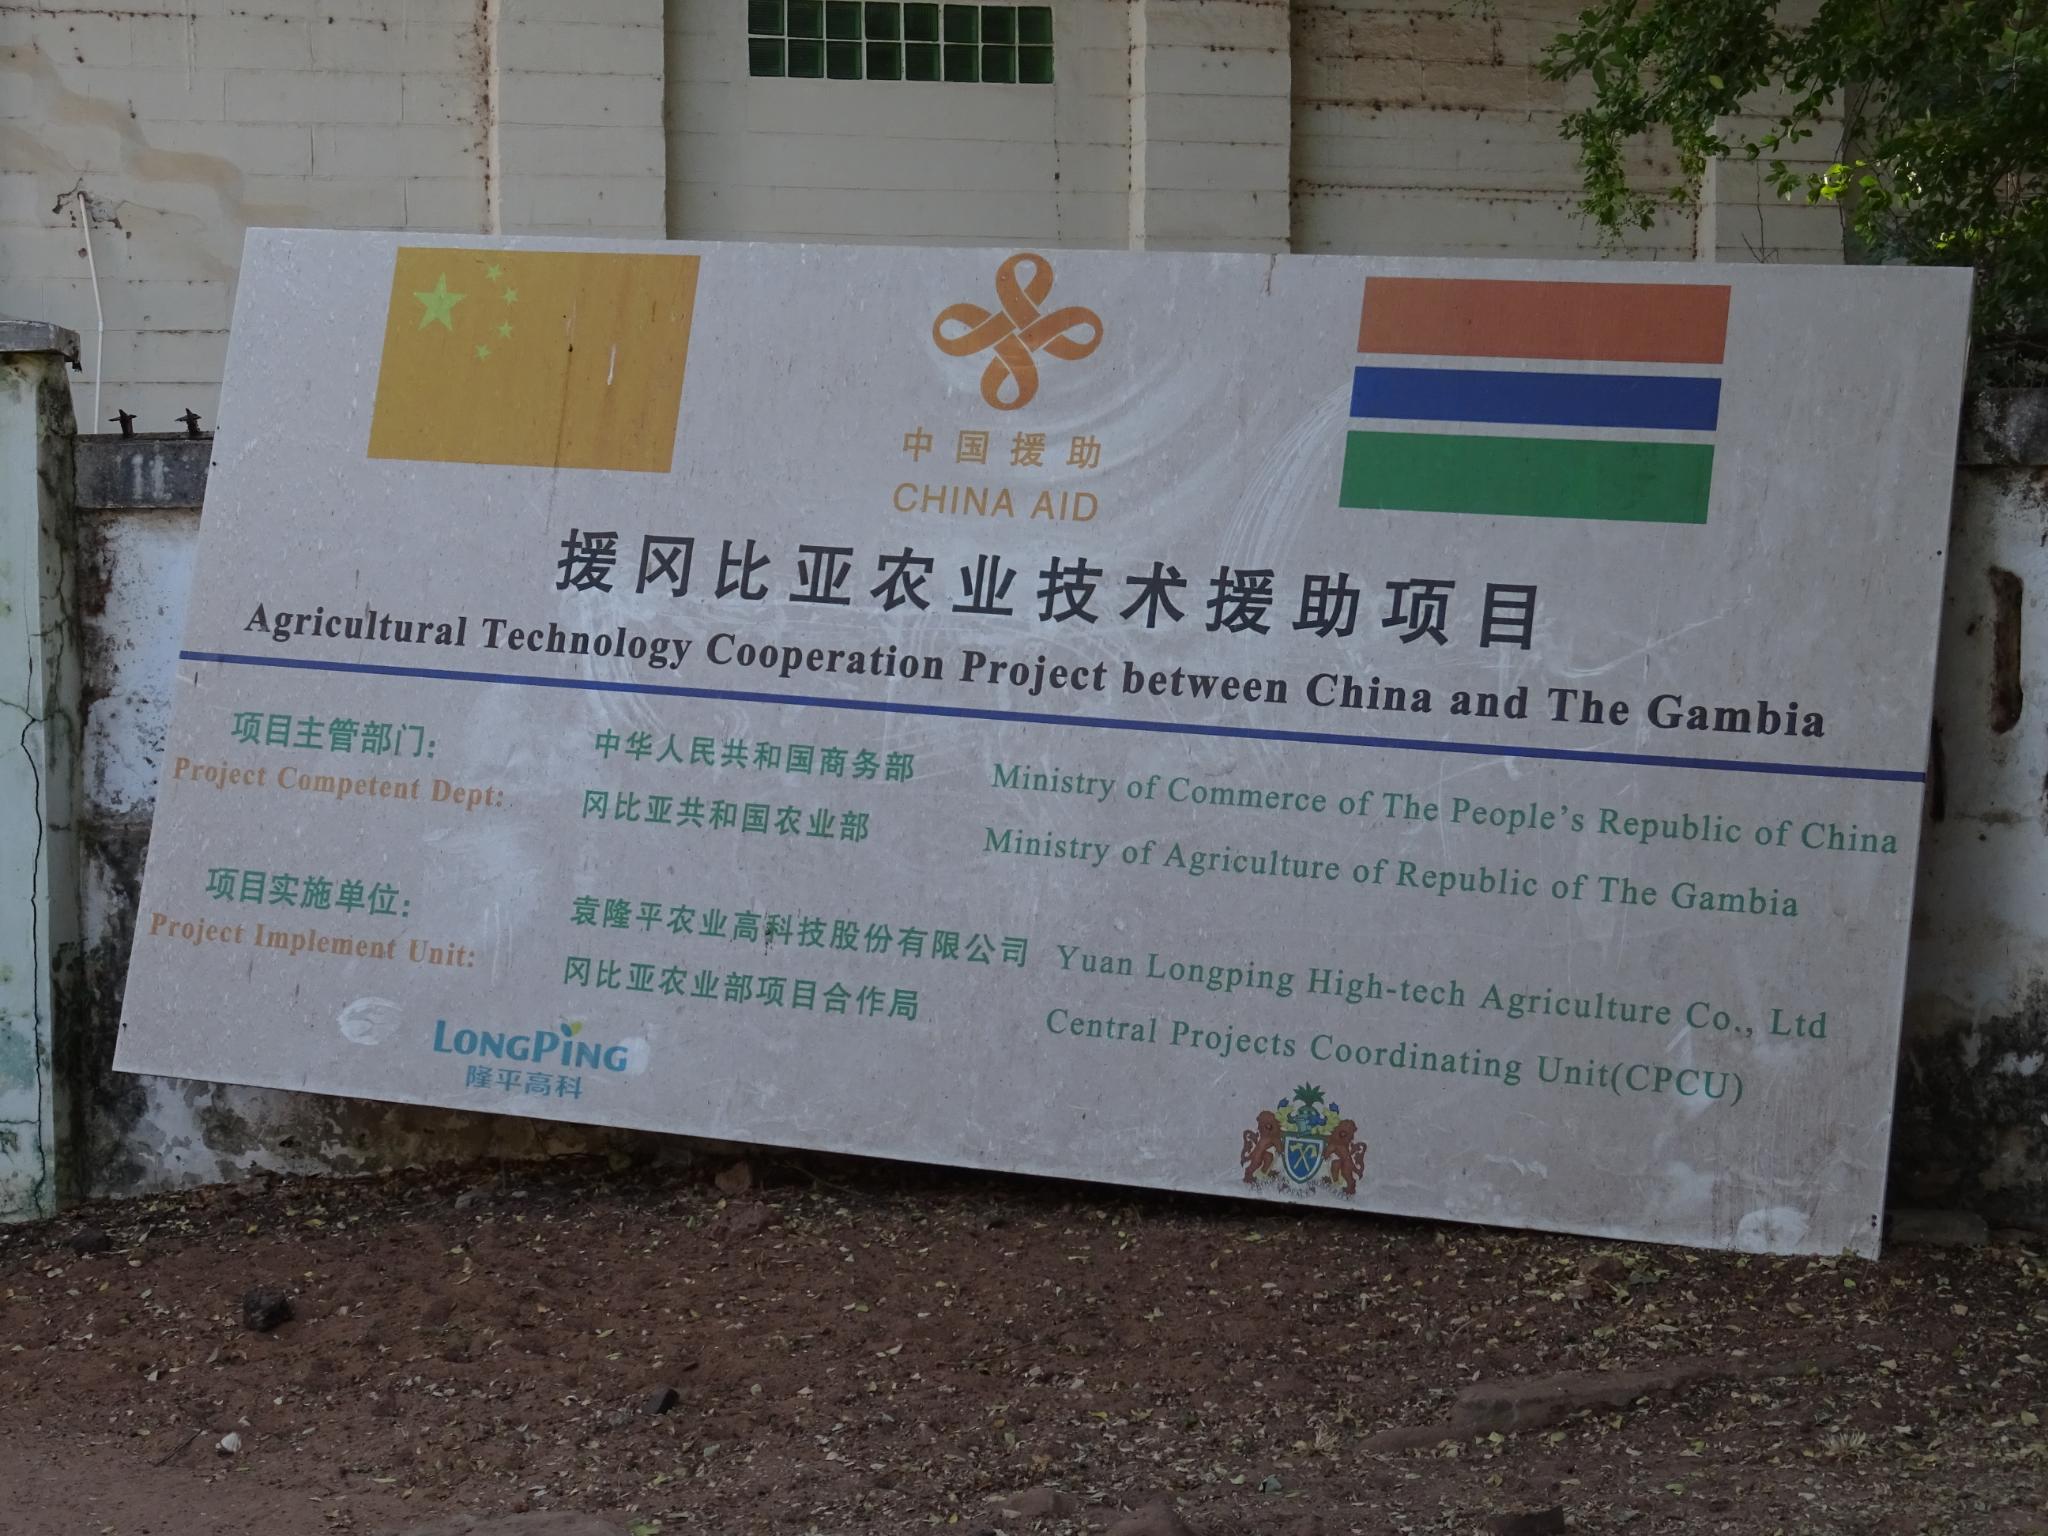 中国援助
CHINA AID
援冈比亚农业技术援助项目
Agricultural Technology Cooperation Project between China and The Gambia
项目主管部门:
Project Competent Dept:
中华人民共和国商务部 Ministry of Commerce of The People's Republic of China
冈比亚共和国农业部 Ministry of Agriculture of Republic of The Gambia
项目实施单位:
Project Implement Unit:
袁隆平农业高科技股份有限公司 Yuan Longping High-tech Agriculture Co., Ltd
冈比亚农业部项目合作局 Central Projects Coordinating Unit(CPCU)
LONGPING
隆平高科